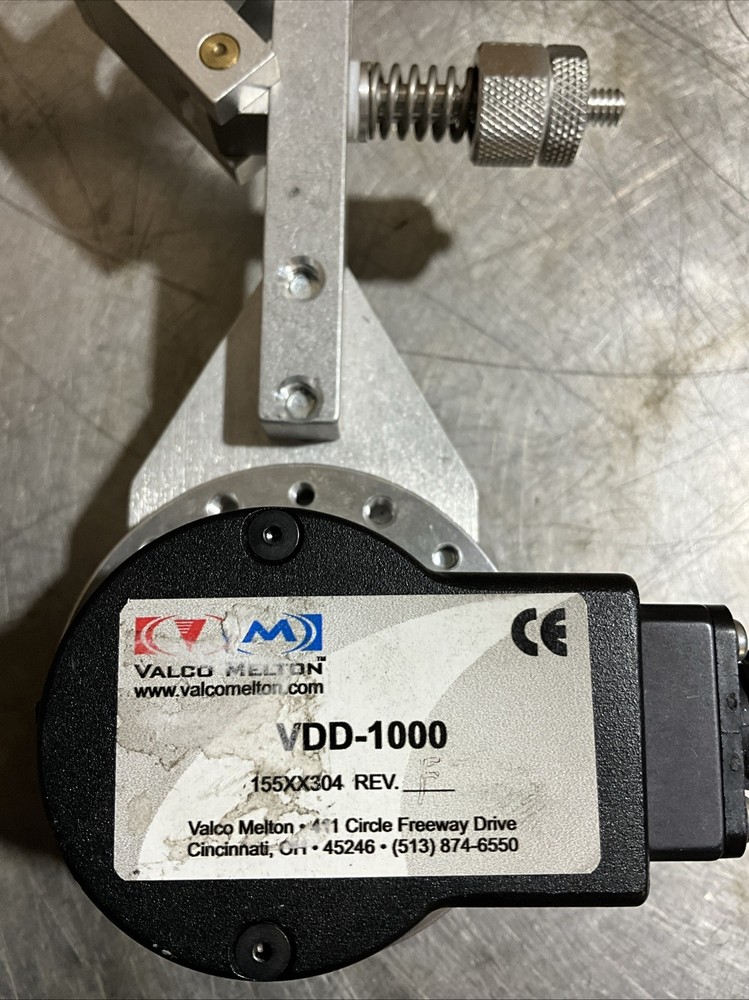 VALCO MELTON™
www.valcomelton.com
CE
VDD-1000
155XX304 REV. F
Valco Melton • 411 Circle Freeway Drive
Cincinnati, OH • 45246 • (513) 874-6550